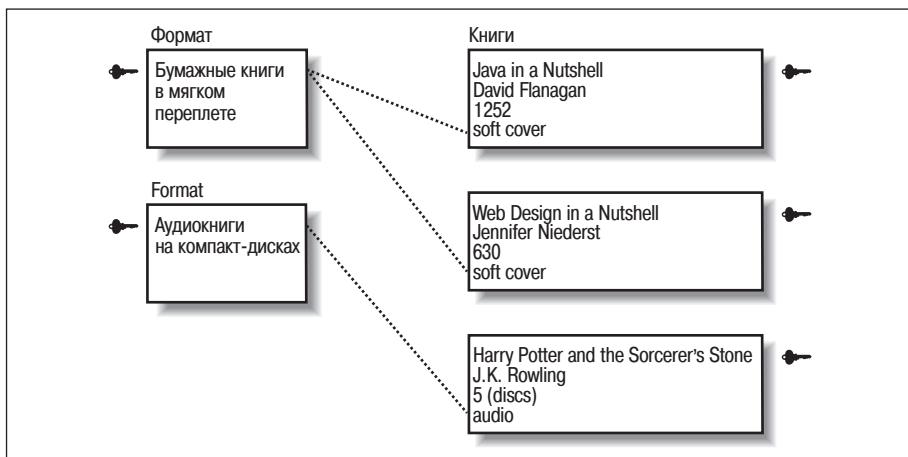 Формат
Бумажные книги
в мягком
переплете
Format
Аудиокниги
на компакт-дисках
Книги
Java in a Nutshell
David Flanagan
1252
soft cover
Web Design in a Nutshell
Jennifer Niederst
630
soft cover
Harry Potter and the Sorcerer's Stone
J.K. Rowling
5 (discs)
audio